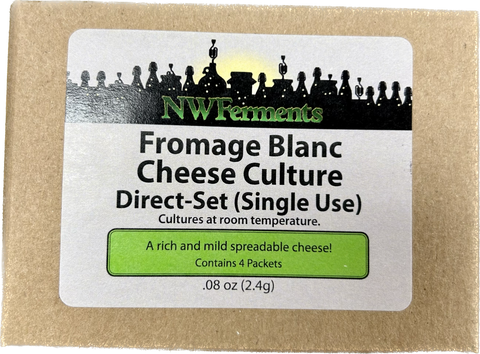 NWFerments
Fromage Blanc
Cheese Culture
Direct-Set (Single Use)
Cultures at room temperature.
A rich and mild spreadable cheese!
Contains 4 Packets
.08 oz (2.4g)